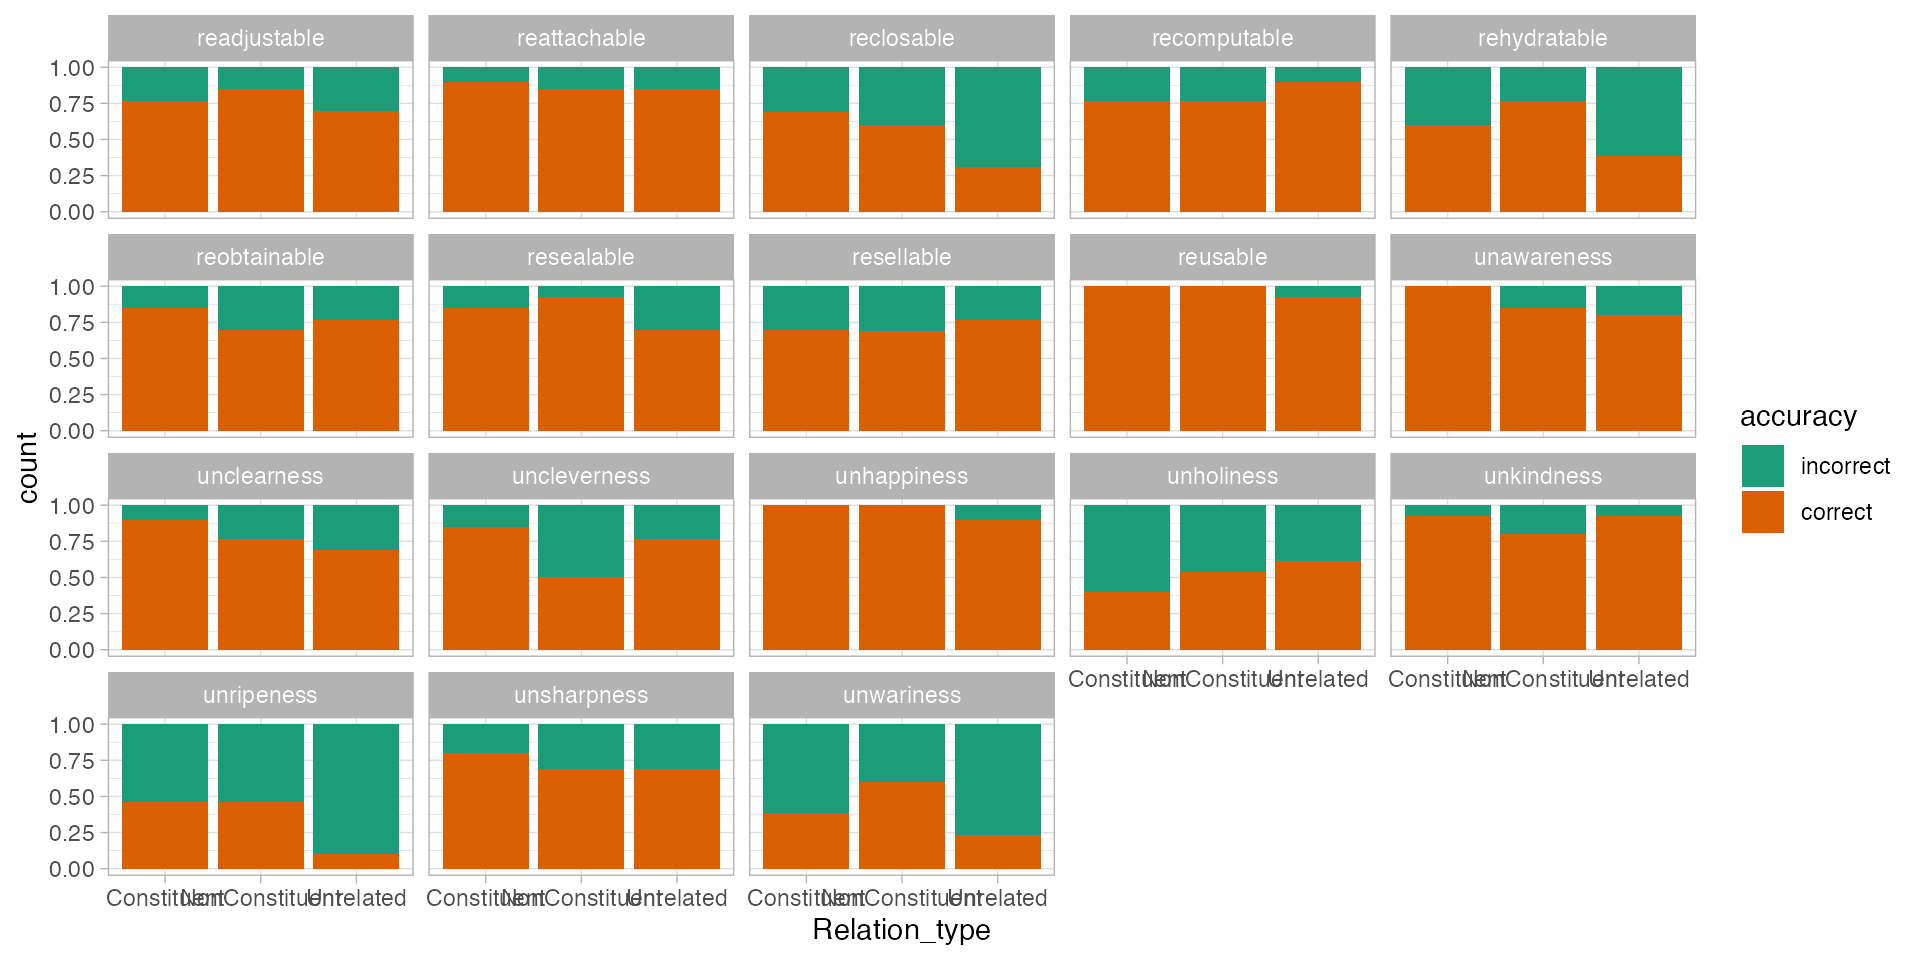 readjustable reattachable reclosable recomputable rehydratable
1.00
0.75
0.50
0.25
0.00
reobtainable resealable resellable reusable unawareness
1.00
0.75
0.50
0.25
0.00
unclearness uncleverness unhappiness unholiness unkindness
1.00
0.75
0.50
0.25
0.00
Constituent NonConstituent Unrelated Constituent NonConstituent Unrelated
unripeness unsharpness unwariness
1.00
0.75
0.50
0.25
0.00
Constituent NonConstituent Unrelated Constituent NonConstituent Unrelated Constituent NonConstituent Unrelated
Relation_type
count
accuracy
incorrect
correct